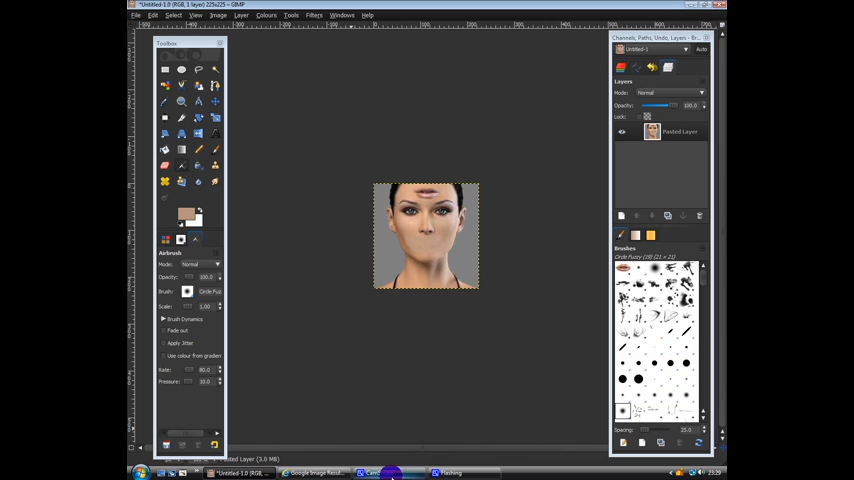 *Untitled-1.0 (RGB, 1 layer) 225x225 – GIMP
File Edit Select View Image Layer Colours Tools Filters Windows Help
Toolbox
Airbrush
Mode: Normal
Opacity: 100.0
Brush: Circle Fuz
Scale: 1.00
Brush Dynamics
Fade out
Apply Jitter
Use colour from gradien
Rate: 80.0
Pressure: 10.0
Channels, Paths, Undo, Layers - Br...
Untitled-1 Auto
Layers
Mode: Normal
Opacity: 100.0
Lock:
Pasted Layer
Brushes
Circle Fuzzy (19) (21 × 21)
Spacing: 25.0
Pasted Layer (3.0 MB)
*Untitled-1.0 (RGB, ... Google Image Resul... Flashing 23:29